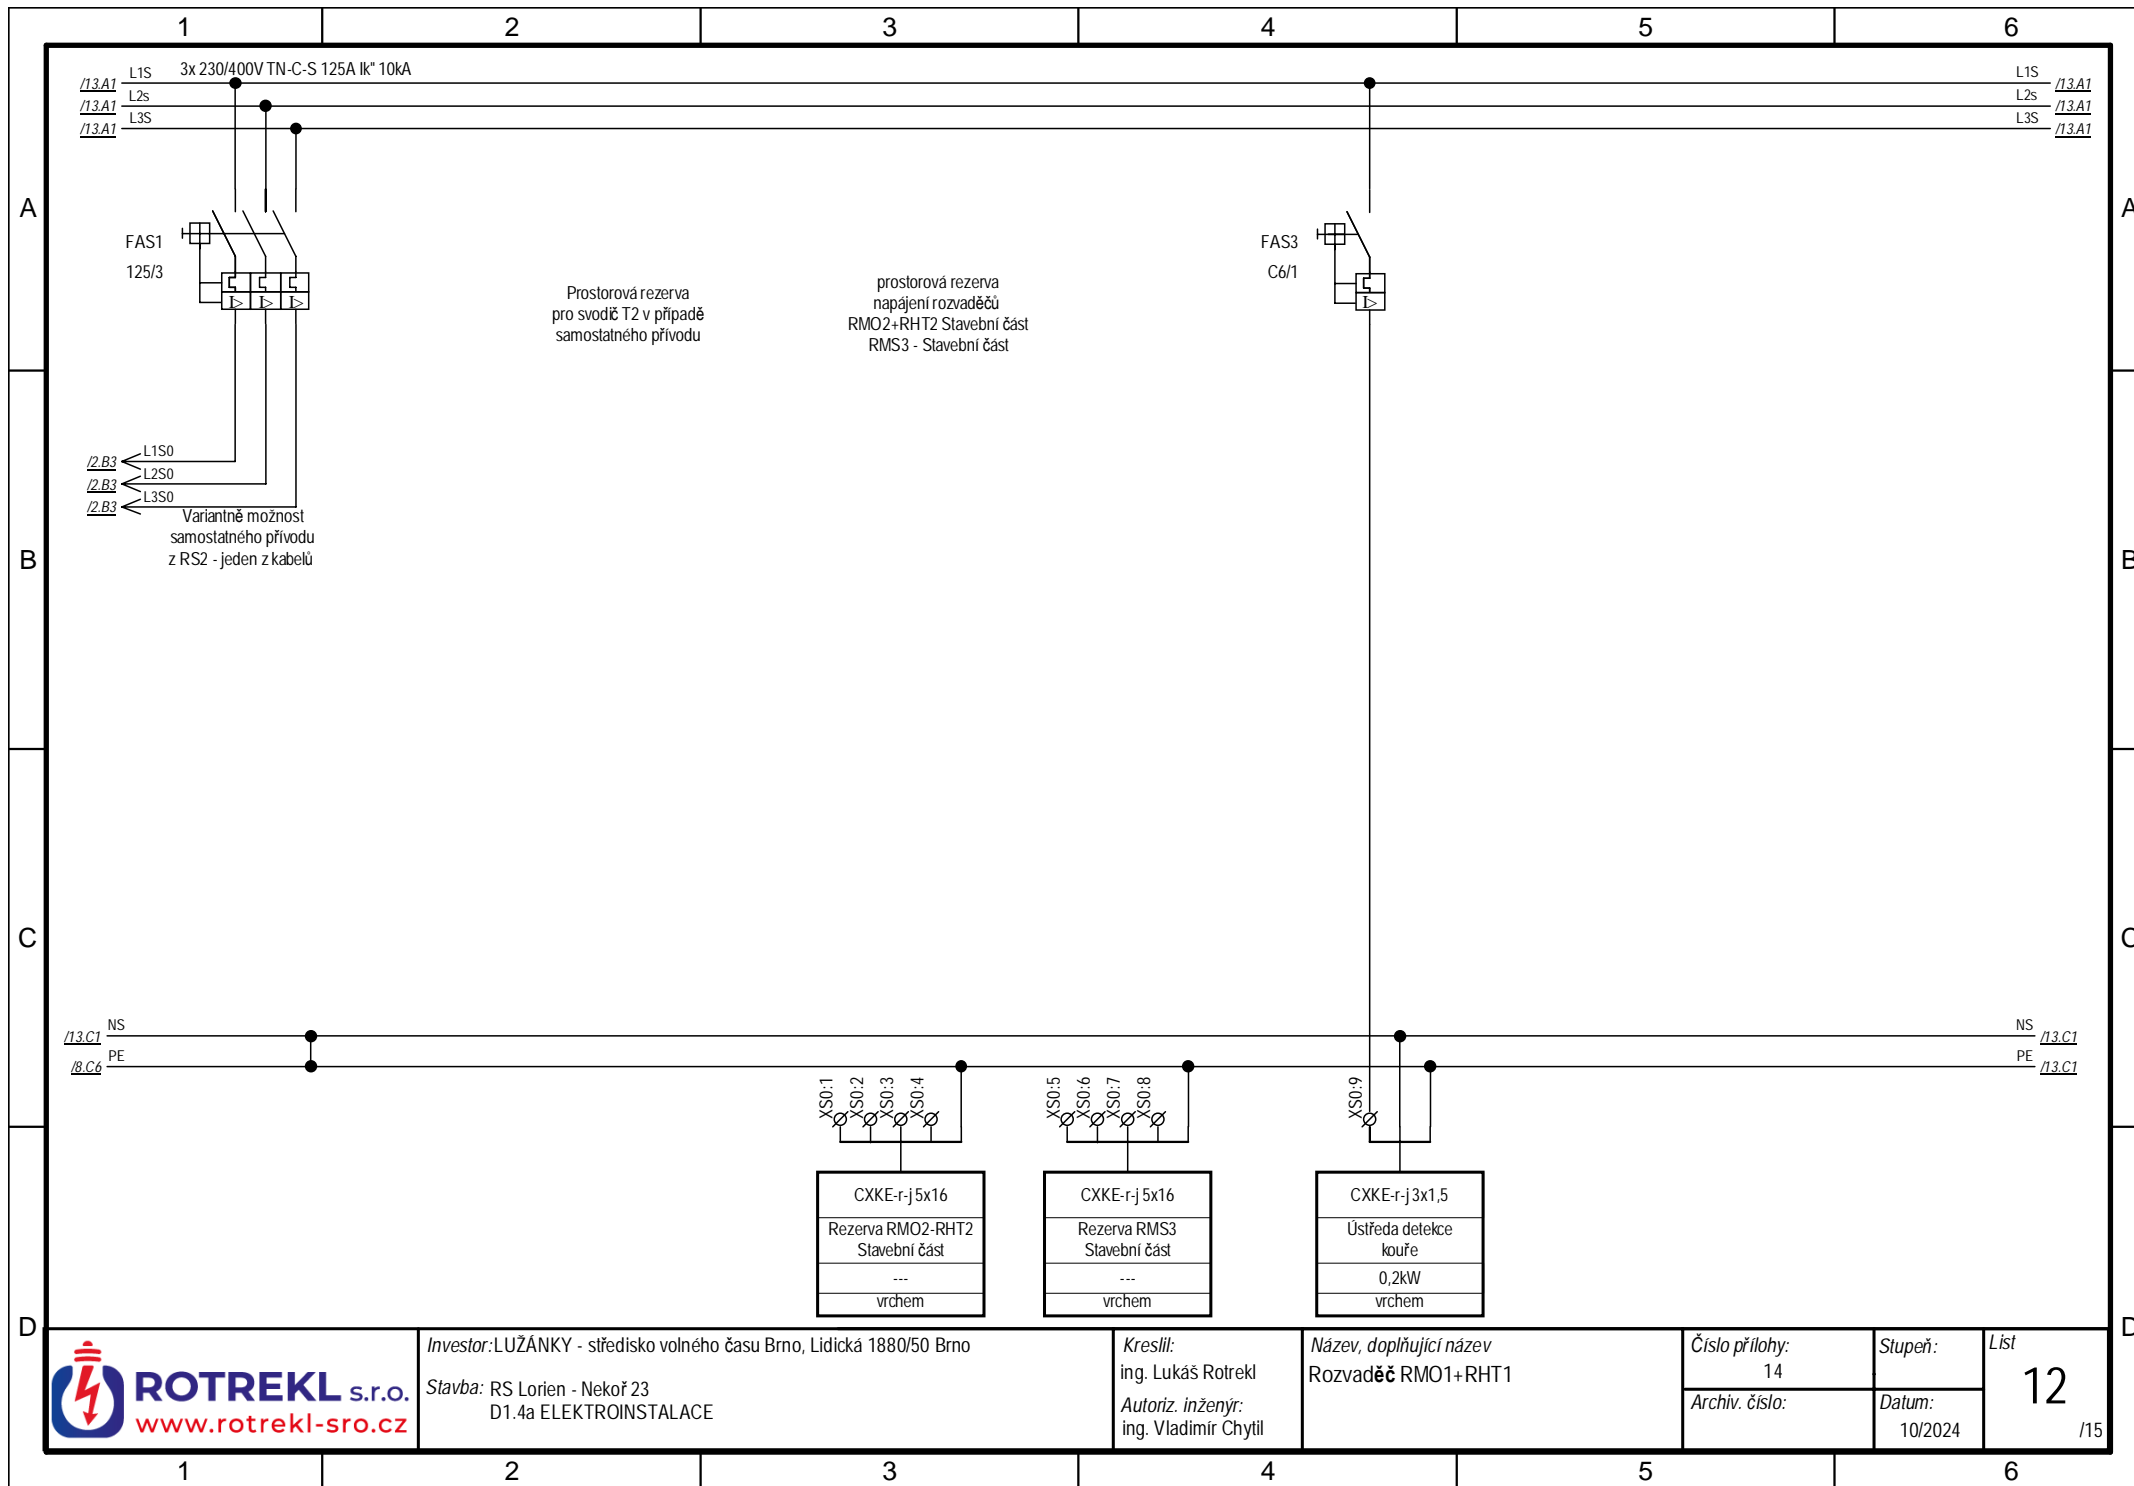 1 2 3 4 5 6
L1S 3x 230/400V TN-C-S 125A Ik" 10kA L1S
/13.A1 /13.A1
L2s L2s
/13.A1 /13.A1
L3S L3S
/13.A1 /13.A1
A A
FAS1
125/3
FAS3
C6/1
Prostorová rezerva
pro svodič T2 v případě
samostatného přívodu
prostorová rezerva
napájení rozvaděčů
RMO2+RHT2 Stavební část
RMS3 - Stavební část
I> I> I>
I>
L1S0
/2.B3
L2S0
/2.B3
L3S0
/2.B3
Variantně možnost
samostatného přívodu
z RS2 - jeden z kabelů
B B
C C
NS NS
/13.C1 /13.C1
PE PE
/8.C6 /13.C1
XS0:1 XS0:2 XS0:3 XS0:4
XS0:5 XS0:6 XS0:7 XS0:8
XS0:9
CXKE-r-j 5x16
Rezerva RMO2-RHT2
Stavební část
---
vrchem
CXKE-r-j 5x16
Rezerva RMS3
Stavební část
---
vrchem
CXKE-r-j 3x1,5
Ústředa detekce
kouře
0,2kW
vrchem
D D
ROTREKL s.r.o.
www.rotrekl-sro.cz
Investor: LUŽÁNKY - středisko volného času Brno, Lidická 1880/50 Brno
Stavba: RS Lorien - Nekoř 23
D1.4a ELEKTROINSTALACE
Kreslil:
ing. Lukáš Rotrekl
Autoriz. inženýr:
ing. Vladimír Chytil
Název, doplňující název
Rozvaděč RMO1+RHT1
Číslo přílohy:
14
Archiv. číslo:
Stupeň:
Datum:
10/2024
List
12
/15
1 2 3 4 5 6